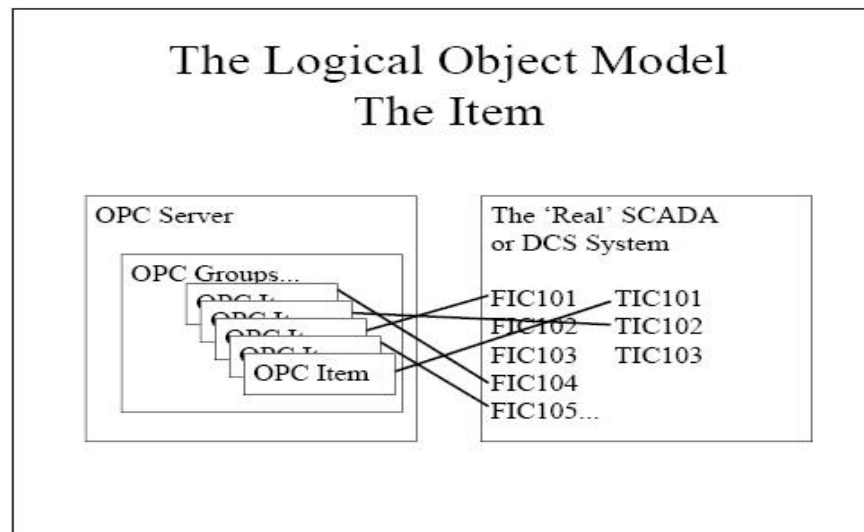 The Logical Object Model
The Item
OPC Server
OPC Groups...
OPC Item
The ‘Real’ SCADA
or DCS System
FIC101 TIC101
FIC102 TIC102
FIC103 TIC103
FIC104
FIC105...